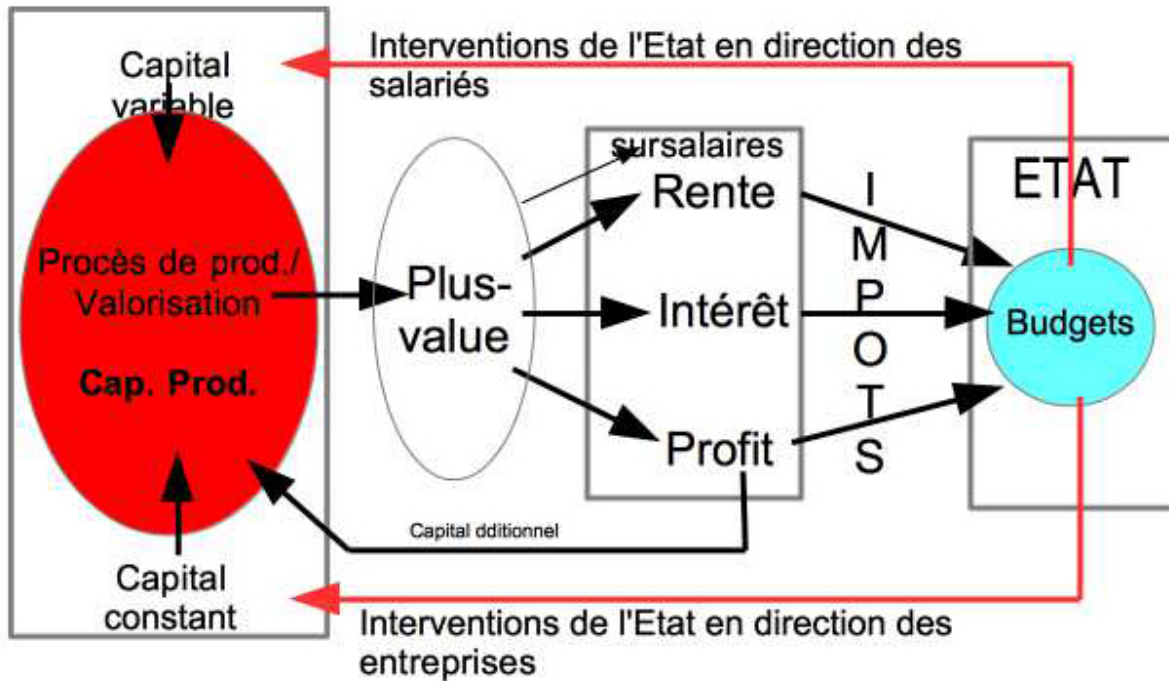 Interventions de l'Etat en direction des
salariés
Capital
variable
Procès de prod./
Valorisation
Cap. Prod.
Capital
constant
Plus-
value
sursalaires
Rente
Intérêt
Profit
Capital dditionnel
I
M
P
O
T
S
ETAT
Budgets
Interventions de l'Etat en direction des
entreprises